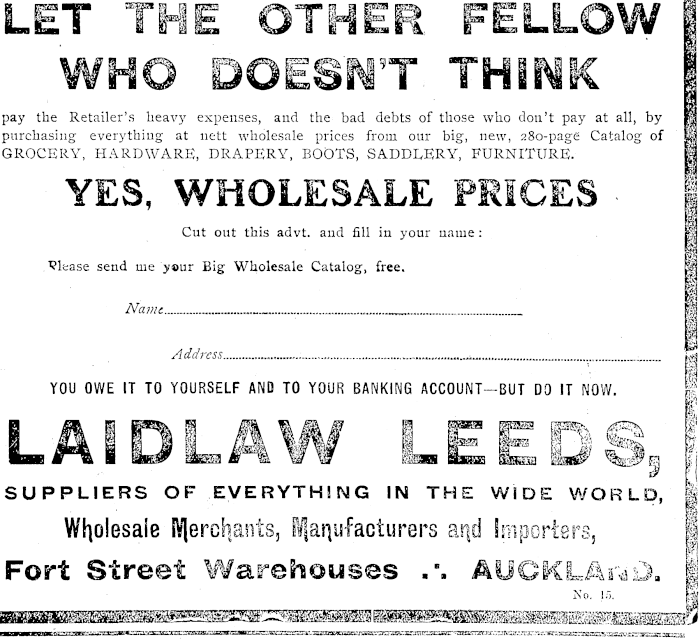 LET THE OTHER FELLOW
WHO DOESN'T THINK
pay the Retailer's heavy expenses, and the bad debts of those who don't pay at all, by
purchasing everything at nett wholesale prices from our big, new, 280-page Catalog of
GROCERY, HARDWARE, DRAPERY, BOOTS, SADDLERY, FURNITURE.
YES, WHOLESALE PRICES
Cut out this advt. and fill in your name:
Please send me your Big Wholesale Catalog, free.
Name
Address
YOU OWE IT TO YOURSELF AND TO YOUR BANKING ACCOUNT—BUT DO IT NOW.
LAIDLAW LEEDS,
SUPPLIERS OF EVERYTHING IN THE WIDE WORLD,
Wholesale Merchants, Manufacturers and Importers,
Fort Street Warehouses ∴ AUCKLAND.
No. 15.